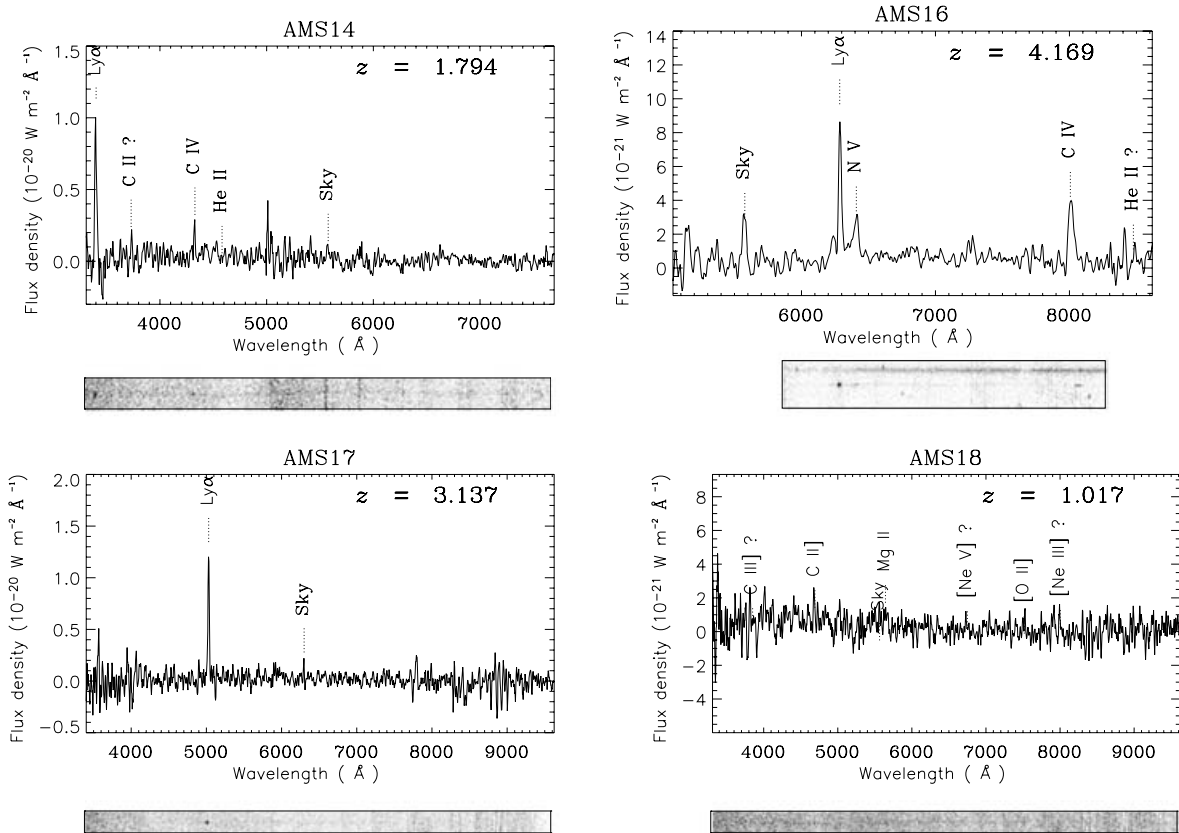 AMS14
z = 1.794
Lyα
C II ?
C IV
He II
Sky
1.5
1.0
0.5
0.0
Flux density (10⁻²⁰ W m⁻² Å⁻¹)
4000 5000 6000 7000
Wavelength ( Å )
AMS16
z = 4.169
Sky
Lyα
N V
C IV
He II ?
14
12
10
8
6
4
2
0
Flux density (10⁻²¹ W m⁻² Å⁻¹)
6000 7000 8000
Wavelength ( Å )
AMS17
z = 3.137
Lyα
Sky
2.0
1.5
1.0
0.5
0.0
−0.5
Flux density (10⁻²⁰ W m⁻² Å⁻¹)
4000 5000 6000 7000 8000 9000
Wavelength ( Å )
AMS18
z = 1.017
C III] ?
C II]
Sky
Mg II
[Ne V] ?
[O II]
[Ne III] ?
8
6
4
2
0
−2
−4
Flux density (10⁻²¹ W m⁻² Å⁻¹)
4000 5000 6000 7000 8000 9000
Wavelength ( Å )